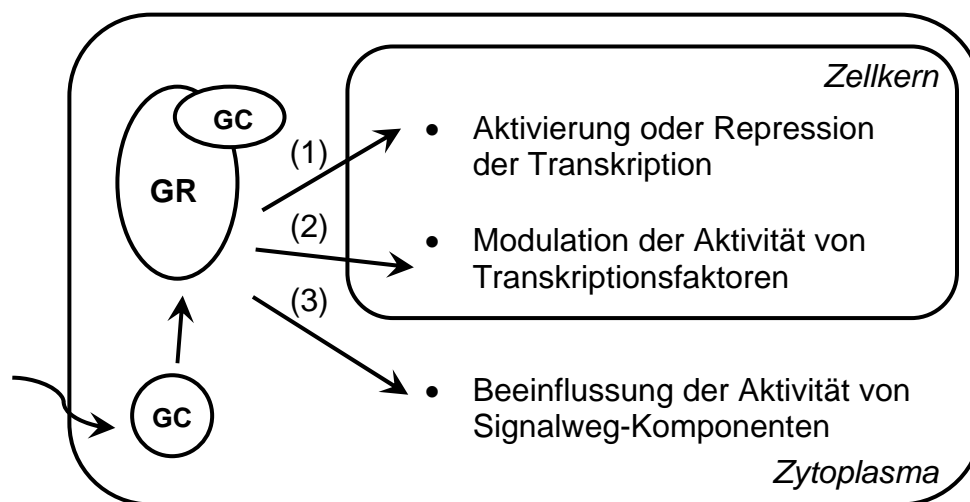 Zellkern
GC
GR
(1)
• Aktivierung oder Repression
der Transkription
(2)
• Modulation der Aktivität von
Transkriptionsfaktoren
(3)
• Beeinflussung der Aktivität von
Signalweg-Komponenten
GC
Zytoplasma